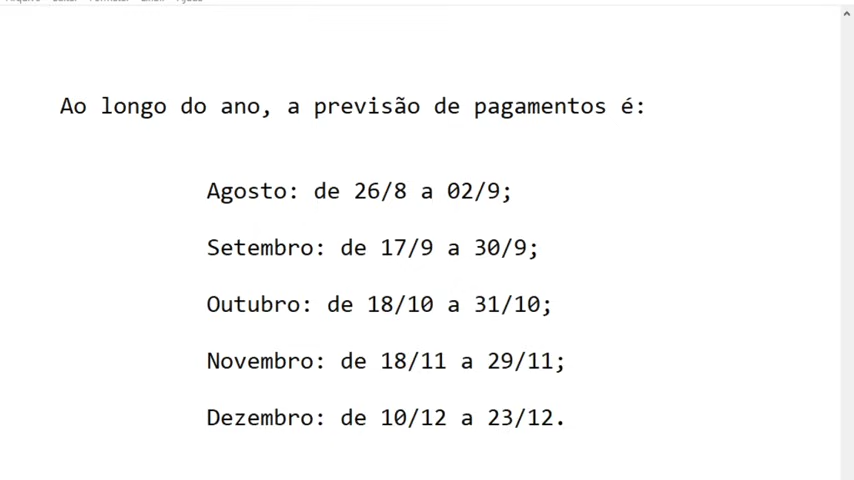 Ao longo do ano, a previsão de pagamentos é:
Agosto: de 26/8 a 02/9;
Setembro: de 17/9 a 30/9;
Outubro: de 18/10 a 31/10;
Novembro: de 18/11 a 29/11;
Dezembro: de 10/12 a 23/12.